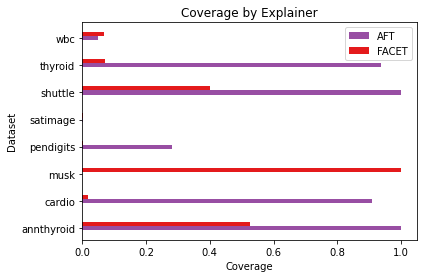 Coverage by Explainer
AFT
FACET
Dataset
wbc
thyroid
shuttle
satimage
pendigits
musk
cardio
annthyroid
0.0 0.2 0.4 0.6 0.8 1.0
Coverage